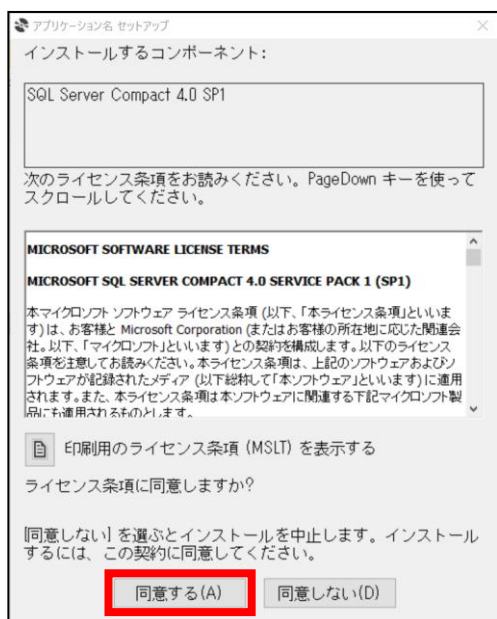 アプリケーション名 セットアップ
インストールするコンポーネント:
SQL Server Compact 4.0 SP1
次のライセンス条項をお読みください。PageDown キーを使って
スクロールしてください。
MICROSOFT SOFTWARE LICENSE TERMS
MICROSOFT SQL SERVER COMPACT 4.0 SERVICE PACK 1 (SP1)
本マイクロソフト ソフトウェア ライセンス条項 (以下、「本ライセンス条項」といいま
す) は、お客様と Microsoft Corporation (またはお客様の所在地に応じた関連会
社。以下、「マイクロソフト」といいます) との契約を構成します。以下のライセンス
条項を注意してお読みください。本ライセンス条項は、上記のソフトウェアおよびソ
フトウェアが記録されたメディア (以下総称して「本ソフトウェア」といいます) に適用
されます。また、本ライセンス条項は本ソフトウェアに関連する下記マイクロソフト製
品にも適用されるものとします。
印刷用のライセンス条項 (MSLT) を表示する
ライセンス条項に同意しますか?
[同意しない] を選ぶとインストールを中止します。インストール
するには、この契約に同意してください。
同意する(A) 同意しない(D)